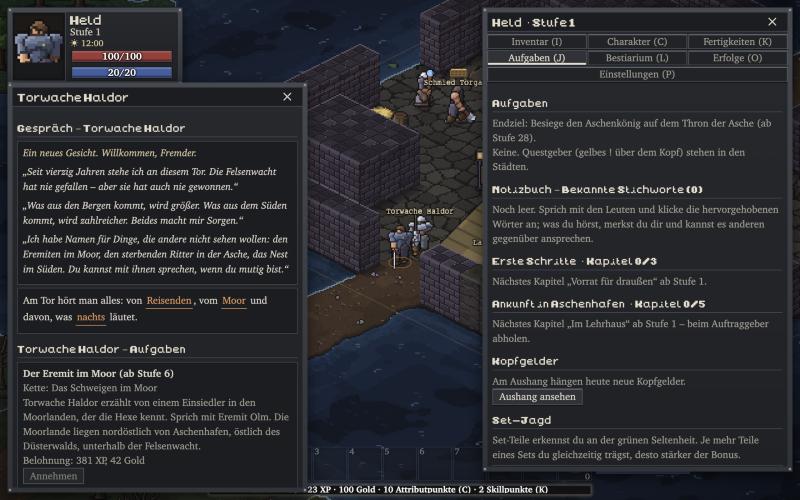 Held
Stufe 1
12:00
100/100
20/20
Torwache Haldor
Gespräch – Torwache Haldor
Ein neues Gesicht. Willkommen, Fremder.
„Seit vierzig Jahren stehe ich an diesem Tor. Die Felsenwacht
hat nie gefallen – aber sie hat auch nie gewonnen.“
„Was aus den Bergen kommt, wird größer. Was aus dem Süden
kommt, wird zahlreicher. Beides macht mir Sorgen.“
„Ich habe Namen für Dinge, die andere nicht sehen wollen: den
Eremiten im Moor, den sterbenden Ritter in der Asche, das Nest
im Süden. Du kannst mit ihnen sprechen, wenn du mutig bist.“
Am Tor hört man alles: von Reisenden, vom Moor und
davon, was nachts läutet.
Torwache Haldor – Aufgaben
Der Eremit im Moor (ab Stufe 6)
Kette: Das Schweigen im Moor
Torwache Haldor erzählt von einem Einsiedler in den
Moorlanden, der die Hexe kennt. Sprich mit Eremit Olm. Die
Moorlande liegen nordöstlich von Aschenhafen, östlich des
Düsterwalds, unterhalb der Felsenwacht.
Belohnung: 381 XP, 42 Gold
Annehmen
Schmied Torga
Torwache Haldor
La
3 4 5 6 7
0
23 XP · 100 Gold · 10 Attributpunkte (C) · 2 Skillpunkte (K)
Held · Stufe 1
Inventar (I) Charakter (C) Fertigkeiten (K)
Aufgaben (J) Bestiarium (L) Erfolge (O)
Einstellungen (P)
Aufgaben
Endziel: Besiege den Aschenkönig auf dem Thron der Asche (ab
Stufe 28).
Keine. Questgeber (gelbes ! über dem Kopf) stehen in den
Städten.
Notizbuch – Bekannte Stichworte (0)
Noch leer. Sprich mit den Leuten und klicke die hervorgehobenen
Wörter an; was du hörst, merkst du dir und kannst es anderen
gegenüber ansprechen.
Erste Schritte · Kapitel 0/3
Nächstes Kapitel „Vorrat für draußen“ ab Stufe 1.
Ankunft in Aschenhafen · Kapitel 0/5
Nächstes Kapitel „Im Lehrhaus“ ab Stufe 1 – beim Auftraggeber
abholen.
Kopfgelder
Am Aushang hängen heute neue Kopfgelder.
Aushang ansehen
Set-Jagd
Set-Teile erkennst du an der grünen Seltenheit. Je mehr Teile
eines Sets du gleichzeitig trägst, desto stärker der Bonus.